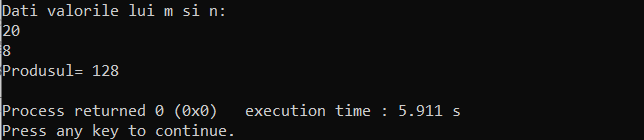 Dati valorile lui m si n:
20
8
Produsul= 128
Process returned 0 (0x0)   execution time : 5.911 s
Press any key to continue.